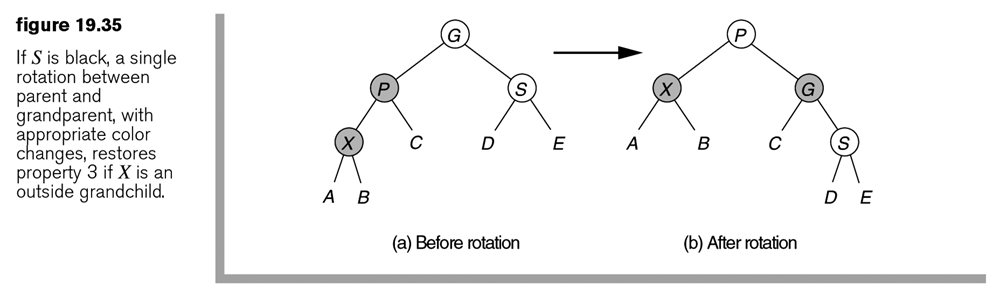 figure 19.35
If S is black, a single
rotation between
parent and
grandparent, with
appropriate color
changes, restores
property 3 if X is an
outside grandchild.
G
P
S
X
C
D
E
A
B
(a) Before rotation
P
X
G
A
B
C
S
D
E
(b) After rotation